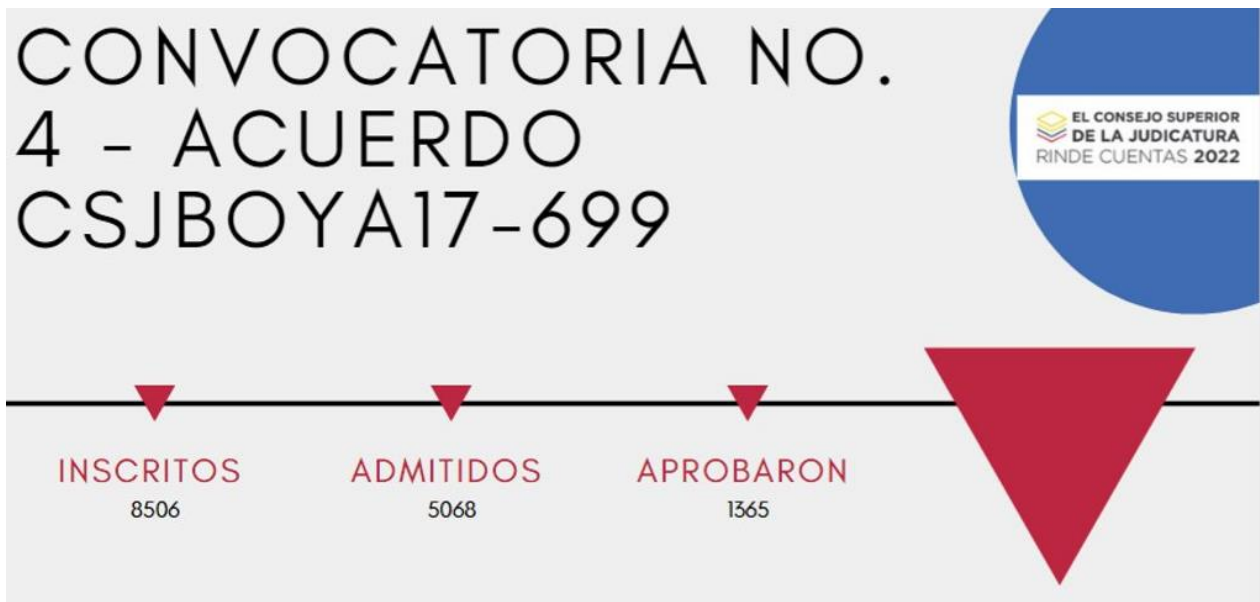 CONVOCATORIA NO.
4 - ACUERDO
CSJBOYA17-699
EL CONSEJO SUPERIOR
DE LA JUDICATURA
RINDE CUENTAS 2022
INSCRITOS
8506
ADMITIDOS
5068
APROBARON
1365